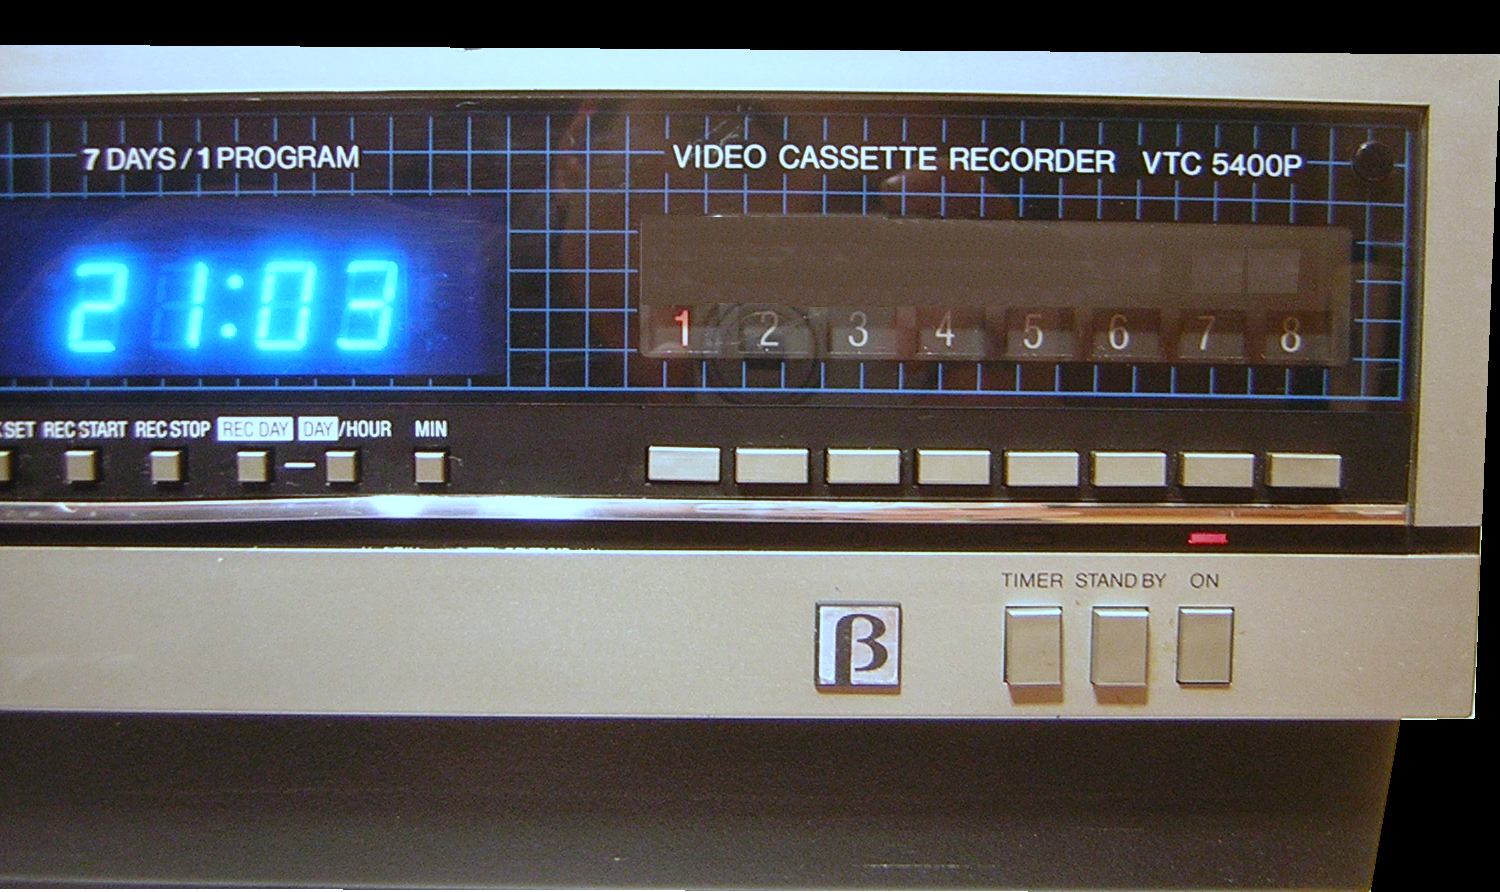 7 DAYS / 1 PROGRAM
VIDEO CASSETTE RECORDER VTC 5400P
21:03
1 2 3 4 5 6 7 8
SET REC START REC STOP REC DAY DAY /HOUR MIN
TIMER STAND BY ON
β